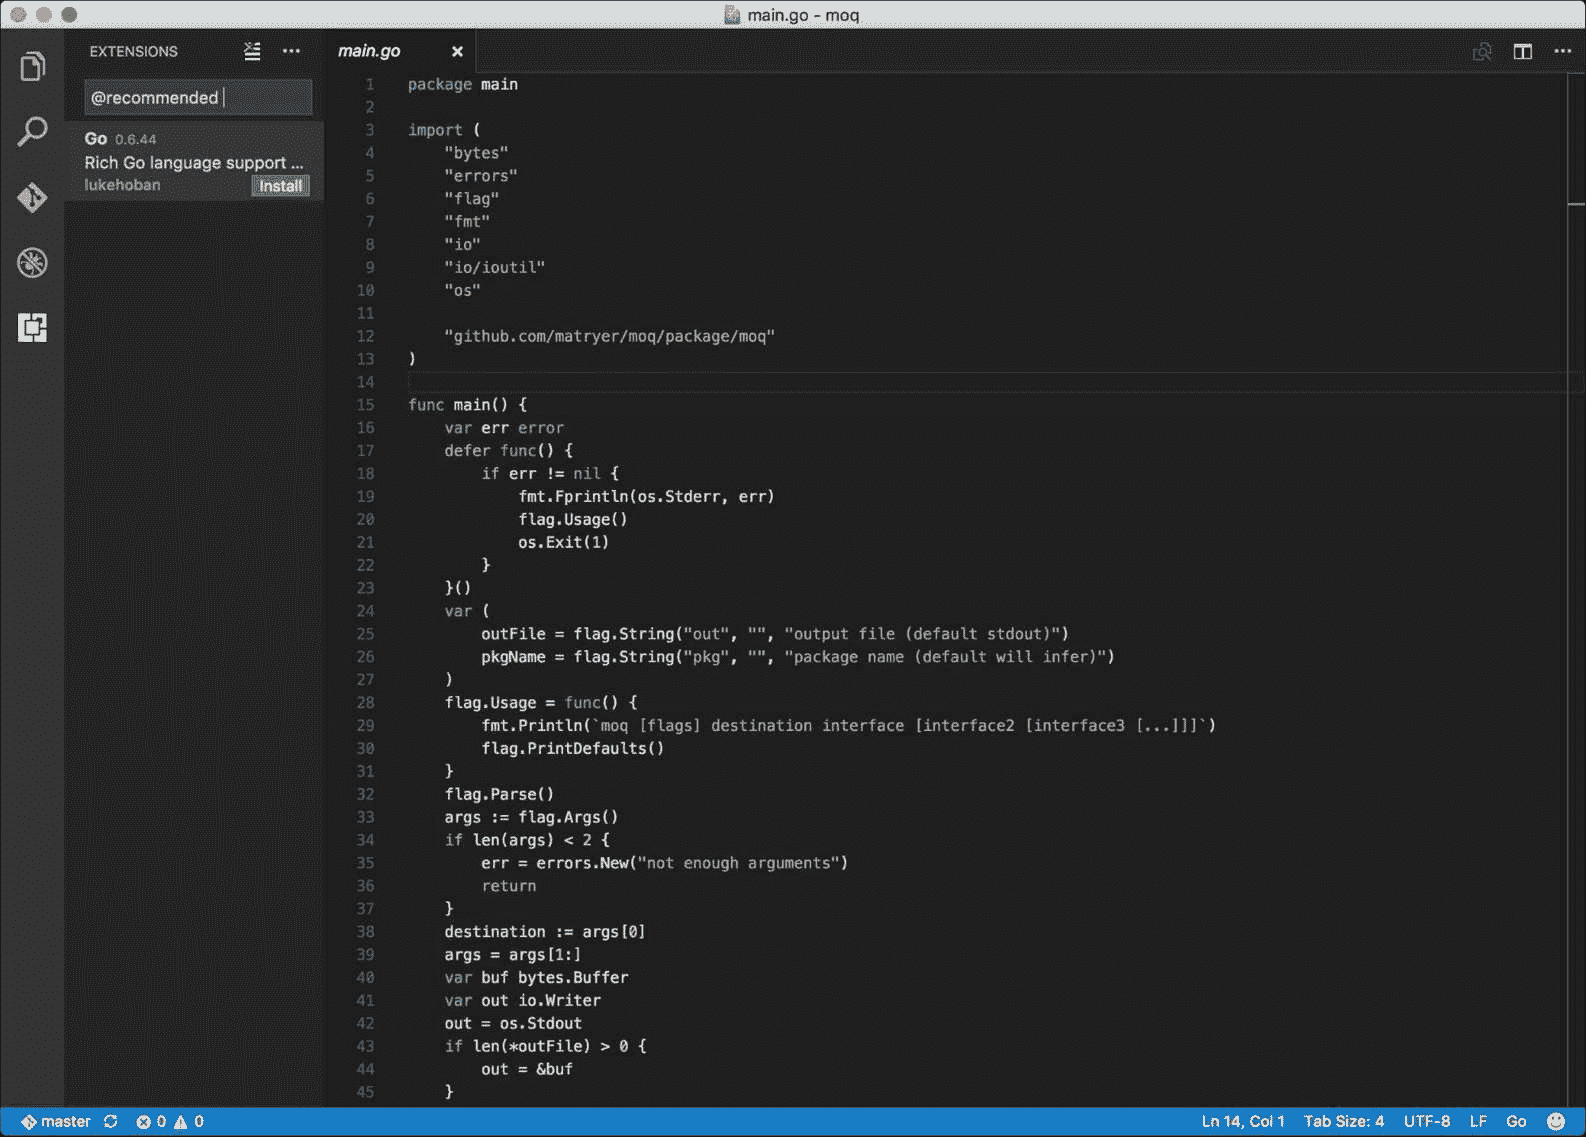 main.go - moq
EXTENSIONS
@recommended
Go 0.6.44
Rich Go language support ...
lukehoban Install
main.go
1 package main
2
3 import (
4 "bytes"
5 "errors"
6 "flag"
7 "fmt"
8 "io"
9 "io/ioutil"
10 "os"
11
12 "github.com/matryer/moq/package/moq"
13 )
14
15 func main() {
16 var err error
17 defer func() {
18 if err != nil {
19 fmt.Fprintln(os.Stderr, err)
20 flag.Usage()
21 os.Exit(1)
22 }
23 }()
24 var (
25 outFile = flag.String("out", "", "output file (default stdout)")
26 pkgName = flag.String("pkg", "", "package name (default will infer)")
27 )
28 flag.Usage = func() {
29 fmt.Println(`moq [flags] destination interface [interface2 [interface3 [...]]]`)
30 flag.PrintDefaults()
31 }
32 flag.Parse()
33 args := flag.Args()
34 if len(args) < 2 {
35 err = errors.New("not enough arguments")
36 return
37 }
38 destination := args[0]
39 args = args[1:]
40 var buf bytes.Buffer
41 var out io.Writer
42 out = os.Stdout
43 if len(*outFile) > 0 {
44 out = &buf
45 }
master 0 0 Ln 14, Col 1 Tab Size: 4 UTF-8 LF Go